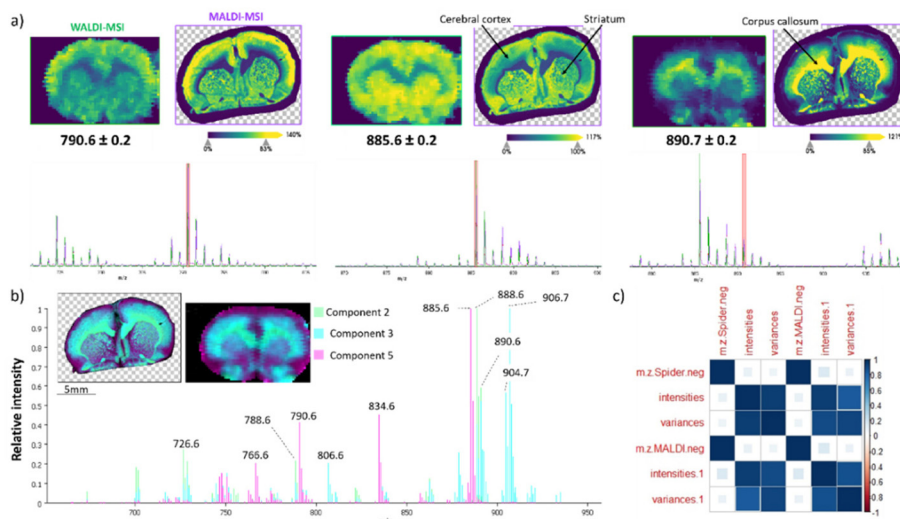 a)
WALDI-MSI
MALDI-MSI
Cerebral cortex
Striatum
Corpus callosum
790.6 ± 0.2
0%
83%
160%
885.6 ± 0.2
0%
100%
117%
890.7 ± 0.2
0%
121%
m/z
m/z
m/z
b)
5mm
Component 2
Component 3
Component 5
885.6
888.6
906.7
890.6
904.7
834.6
790.6
788.6
766.6
806.6
726.6
Relative intensity
1
0.9
0.8
0.7
0.6
0.5
0.4
0.3
0.2
0.1
0
700
750
800
850
900
950
c)
m.z.Spider.neg
intensities
variances
m.z.MALDI.neg
intensities.1
variances.1
m.z.Spider.neg
intensities
variances
m.z.MALDI.neg
intensities.1
variances.1
1
0.8
0.6
0.4
0.2
0
-0.2
-0.4
-0.6
-0.8
-1